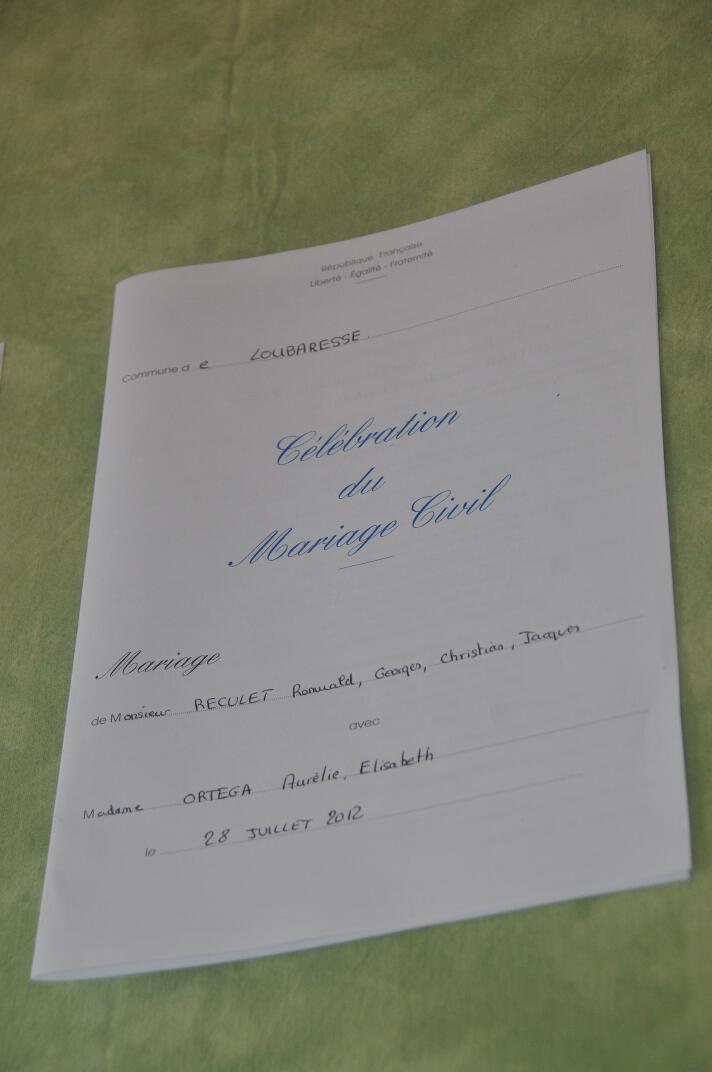 République Française
Liberté - Égalité - Fraternité
Commune d e LOUBARESSE.
Célébration
du
Mariage Civil
Mariage
de Monsieur RECULET Romuald, Georges, Christian, Jacques
avec
Madame ORTEGA Aurélie, Elisabeth
le 28 JUILLET 2012